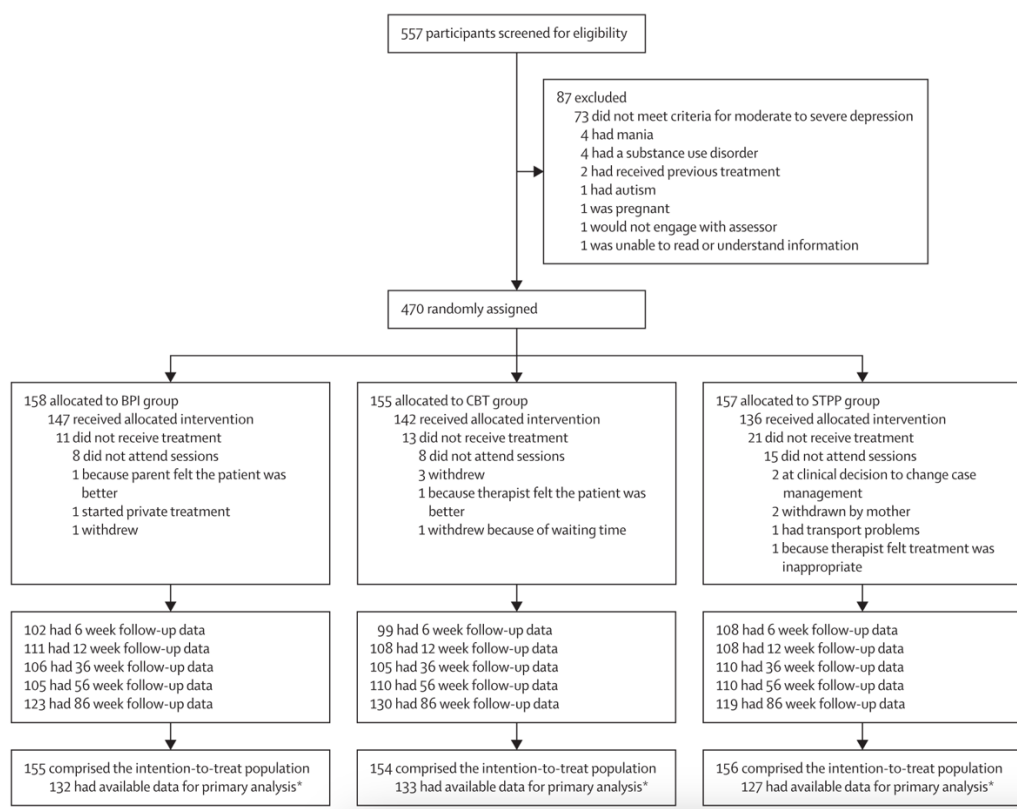 557 participants screened for eligibility
87 excluded
73 did not meet criteria for moderate to severe depression
4 had mania
4 had a substance use disorder
2 had received previous treatment
1 had autism
1 was pregnant
1 would not engage with assessor
1 was unable to read or understand information
470 randomly assigned
158 allocated to BPI group
147 received allocated intervention
11 did not receive treatment
8 did not attend sessions
1 because parent felt the patient was
better
1 started private treatment
1 withdrew
155 allocated to CBT group
142 received allocated intervention
13 did not receive treatment
8 did not attend sessions
3 withdrew
1 because therapist felt the patient was
better
1 withdrew because of waiting time
157 allocated to STPP group
136 received allocated intervention
21 did not receive treatment
15 did not attend sessions
2 at clinical decision to change case
management
2 withdrawn by mother
1 had transport problems
1 because therapist felt treatment was
inappropriate
102 had 6 week follow-up data
111 had 12 week follow-up data
106 had 36 week follow-up data
105 had 56 week follow-up data
123 had 86 week follow-up data
99 had 6 week follow-up data
108 had 12 week follow-up data
105 had 36 week follow-up data
110 had 56 week follow-up data
130 had 86 week follow-up data
108 had 6 week follow-up data
108 had 12 week follow-up data
110 had 36 week follow-up data
110 had 56 week follow-up data
119 had 86 week follow-up data
155 comprised the intention-to-treat population
132 had available data for primary analysis*
154 comprised the intention-to-treat population
133 had available data for primary analysis*
156 comprised the intention-to-treat population
127 had available data for primary analysis*